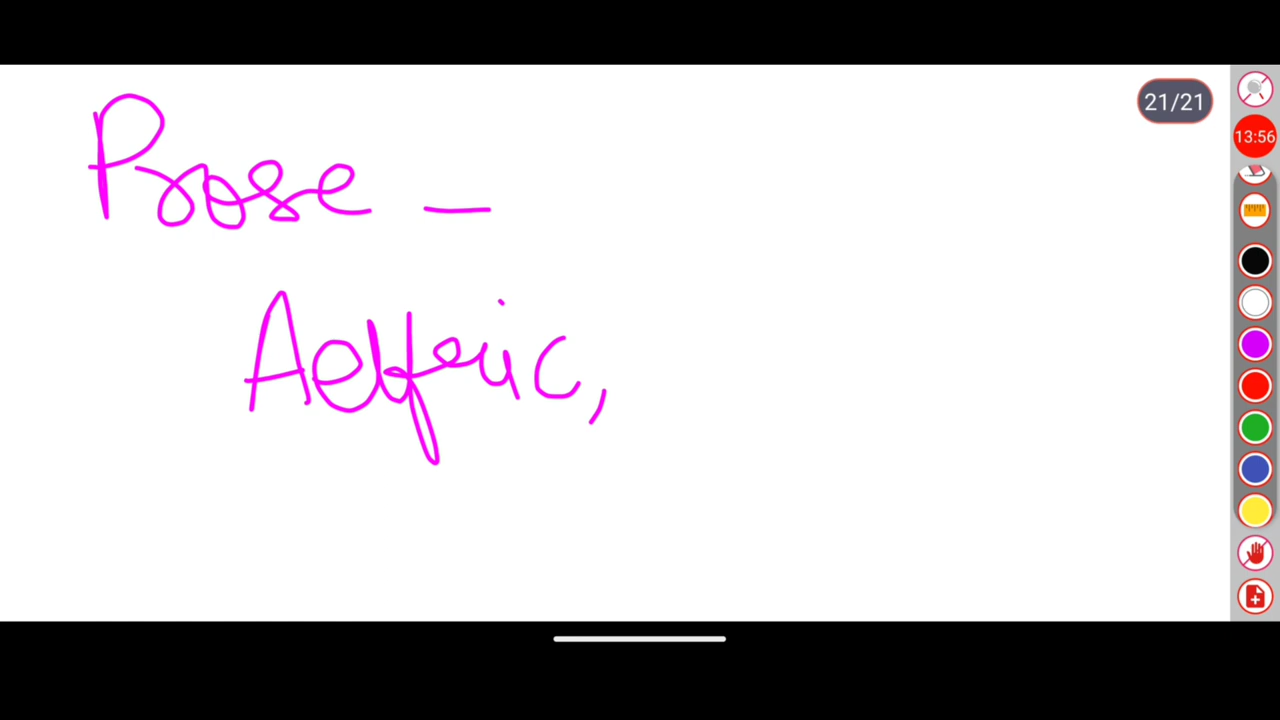 Prose –
Aelfric,
21/21
13:56